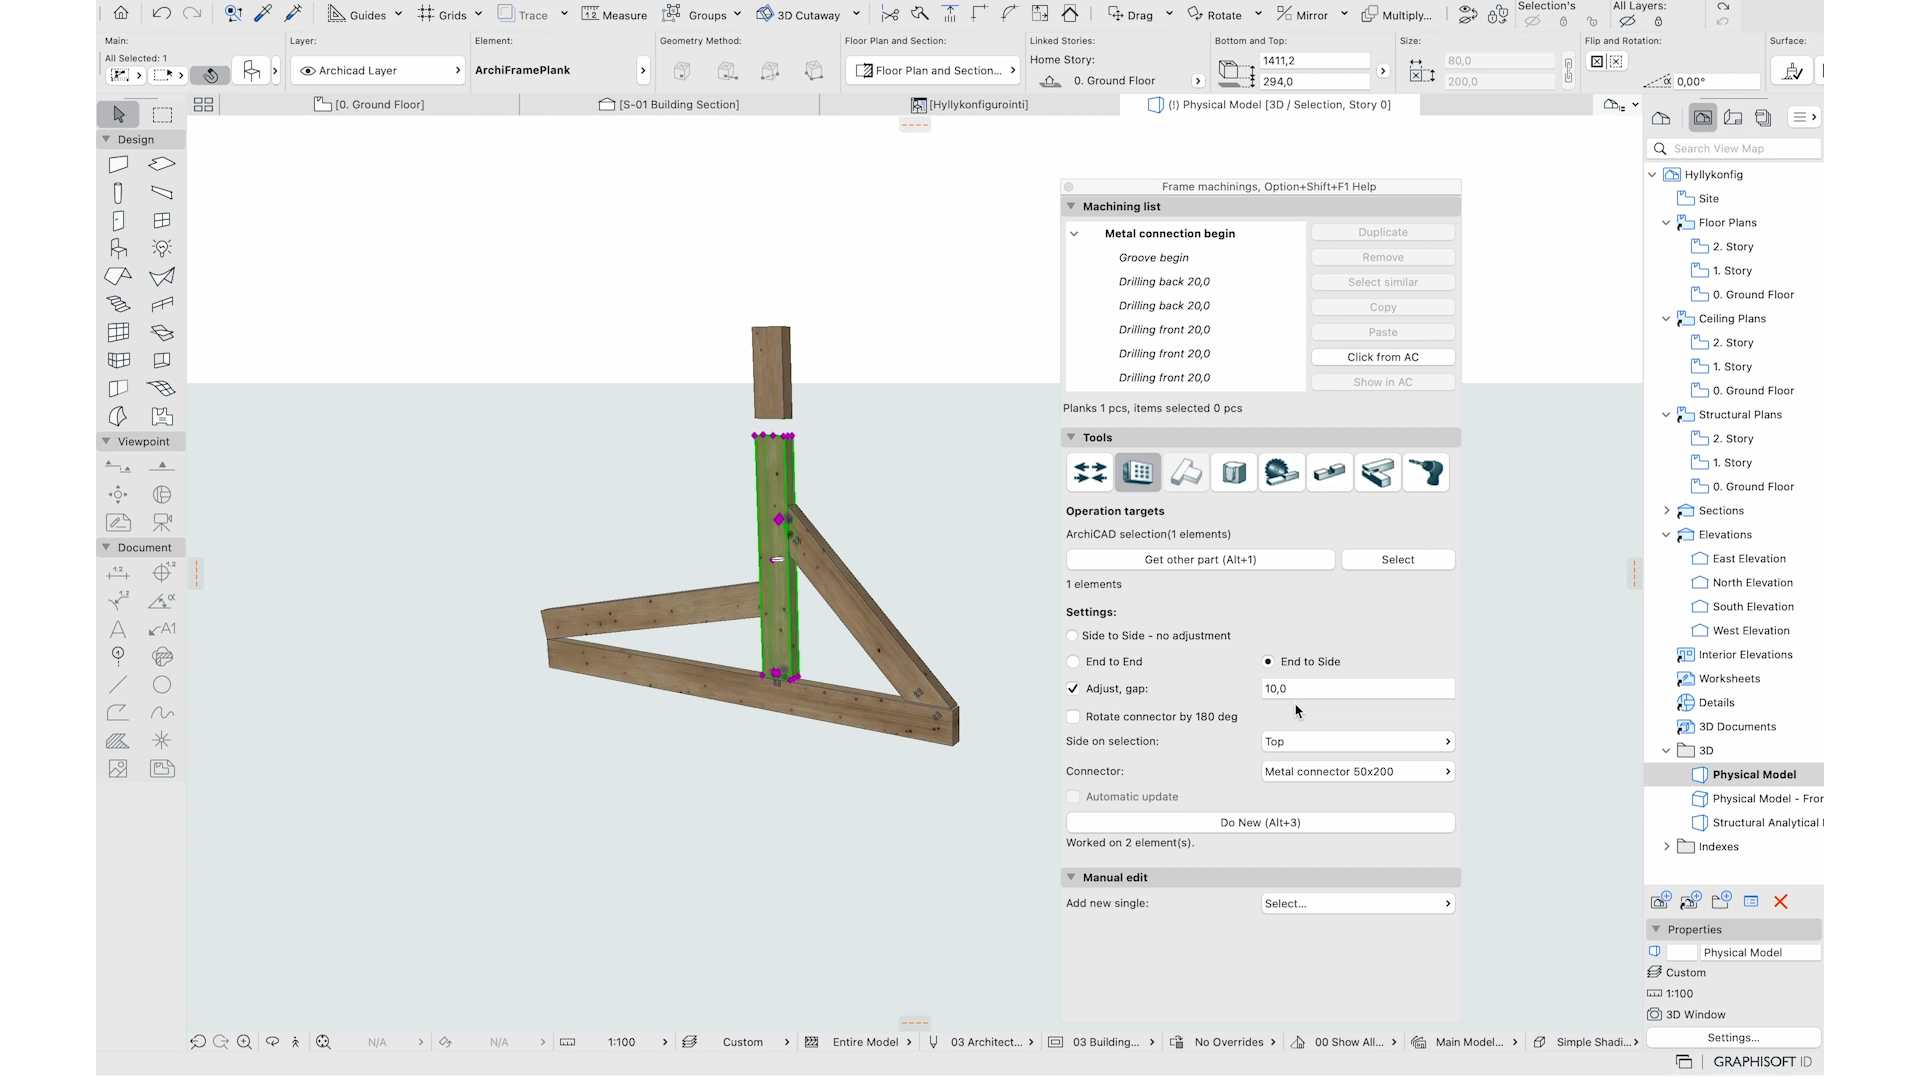 Guides
Grids
Trace
1.2 Measure
Groups
3D Cutaway
Drag
Rotate
Mirror
Multiply...
Selection's
All Layers:
Main:
All Selected: 1
Layer:
Archicad Layer
Element:
ArchiFramePlank
Geometry Method:
Floor Plan and Section:
Floor Plan and Section...
Linked Stories:
Home Story:
0. Ground Floor
Bottom and Top:
1411,2
294,0
Size:
80,0
200,0
Flip and Rotation:
0,00°
Surface:
[0. Ground Floor]
[S-01 Building Section]
[Hyllykonfigurointi]
(!) Physical Model [3D / Selection, Story 0]
Design
Viewpoint
Document
Frame machinings, Option+Shift+F1 Help
Machining list
Metal connection begin
Groove begin
Drilling back 20,0
Drilling back 20,0
Drilling front 20,0
Drilling front 20,0
Drilling front 20,0
Duplicate
Remove
Select similar
Copy
Paste
Click from AC
Show in AC
Planks 1 pcs, items selected 0 pcs
Tools
Operation targets
ArchiCAD selection(1 elements)
Get other part (Alt+1)
Select
1 elements
Settings:
Side to Side - no adjustment
End to End
End to Side
Adjust, gap:
10,0
Rotate connector by 180 deg
Side on selection:
Top
Connector:
Metal connector 50x200
Automatic update
Do New (Alt+3)
Worked on 2 element(s).
Manual edit
Add new single:
Select...
Search View Map
Hyllykonfig
Site
Floor Plans
2. Story
1. Story
0. Ground Floor
Ceiling Plans
2. Story
1. Story
0. Ground Floor
Structural Plans
2. Story
1. Story
0. Ground Floor
Sections
Elevations
East Elevation
North Elevation
South Elevation
West Elevation
Interior Elevations
Worksheets
Details
3D Documents
3D
Physical Model
Physical Model - Fror
Structural Analytical
Indexes
Properties
Physical Model
Custom
1:100
3D Window
Settings...
N/A
N/A
1:100
Custom
Entire Model
03 Architect...
03 Building...
No Overrides
00 Show All...
Main Model...
Simple Shadi...
GRAPHISOFT ID